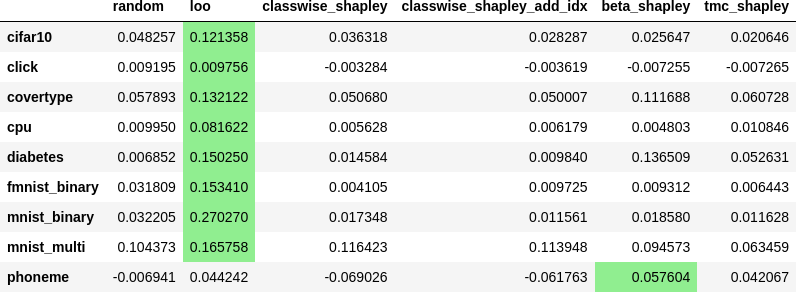 random loo classwise_shapley classwise_shapley_add_idx beta_shapley tmc_shapley
cifar10 0.048257 0.121358 0.036318 0.028287 0.025647 0.020646
click 0.009195 0.009756 -0.003284 -0.003619 -0.007255 -0.007265
covertype 0.057893 0.132122 0.050680 0.050007 0.111688 0.060728
cpu 0.009950 0.081622 0.005628 0.006179 0.004803 0.010846
diabetes 0.006852 0.150250 0.014584 0.009840 0.136509 0.052631
fmnist_binary 0.031809 0.153410 0.004105 0.009725 0.009312 0.006443
mnist_binary 0.032205 0.270270 0.017348 0.011561 0.018580 0.011628
mnist_multi 0.104373 0.165758 0.116423 0.113948 0.094573 0.063459
phoneme -0.006941 0.044242 -0.069026 -0.061763 0.057604 0.042067